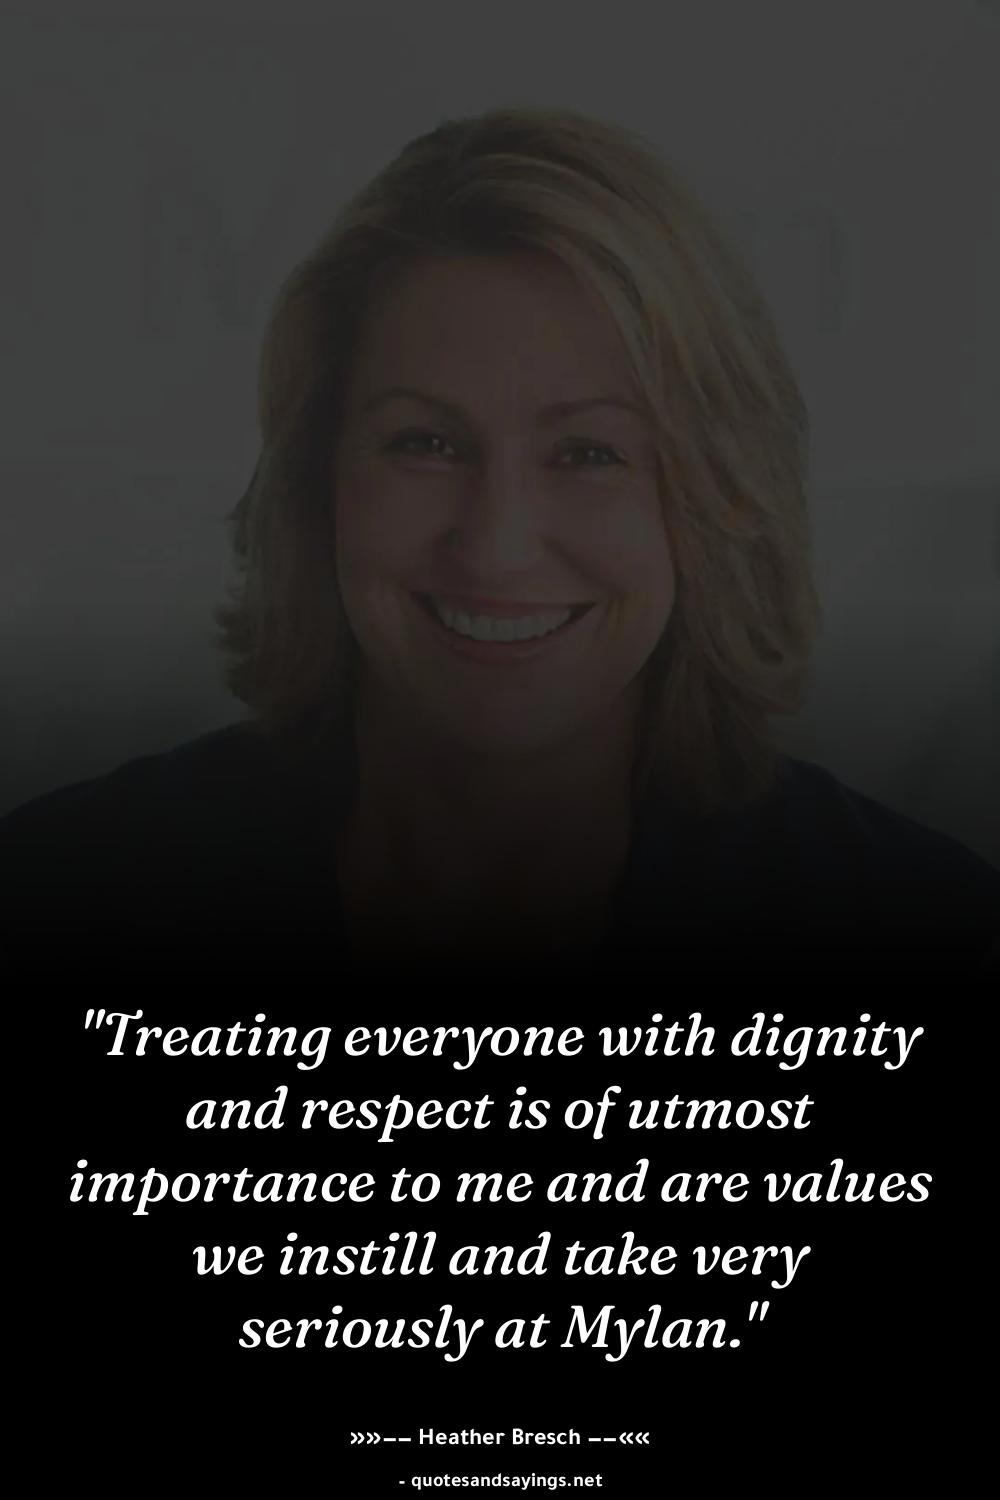 "Treating everyone with dignity
and respect is of utmost
importance to me and are values
we instill and take very
seriously at Mylan."
»»−− Heather Bresch −−««
- quotesandsayings.net